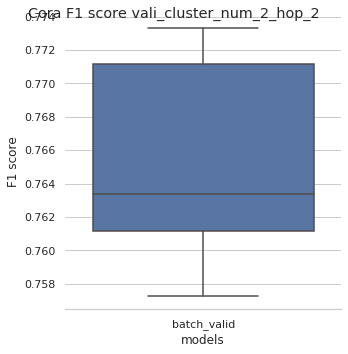 Cora F1 score vali_cluster_num_2_hop_2
0.774
0.772
0.770
0.768
0.766
0.764
0.762
0.760
0.758
F1 score
batch_valid
models